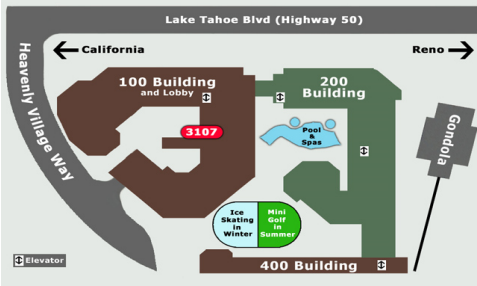 Lake Tahoe Blvd (Highway 50)
California
Reno
Heavenly Village Way
100 Building
and Lobby
200
Building
3107
Pool
&
Spas
Gondola
Ice
Skating
in
Winter
Mini
Golf
in
Summer
400 Building
Elevator